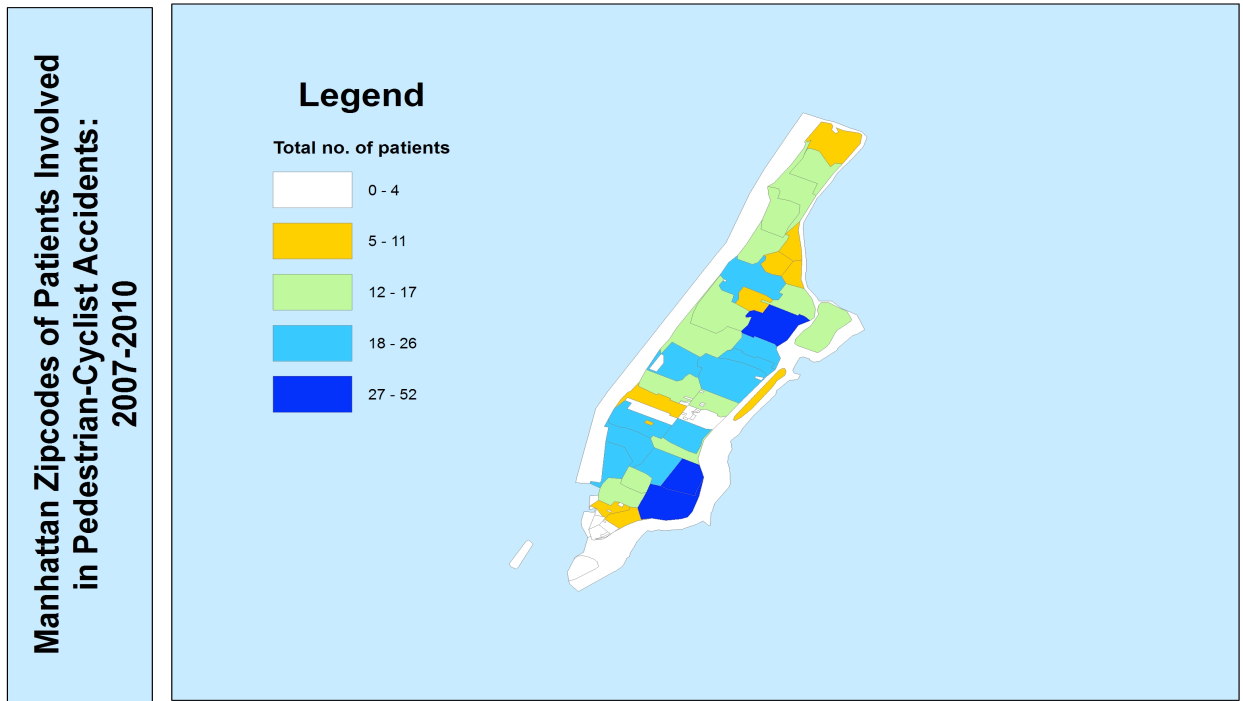 Manhattan Zipcodes of Patients Involved
in Pedestrian-Cyclist Accidents:
2007-2010
Legend
Total no. of patients
0 - 4
5 - 11
12 - 17
18 - 26
27 - 52